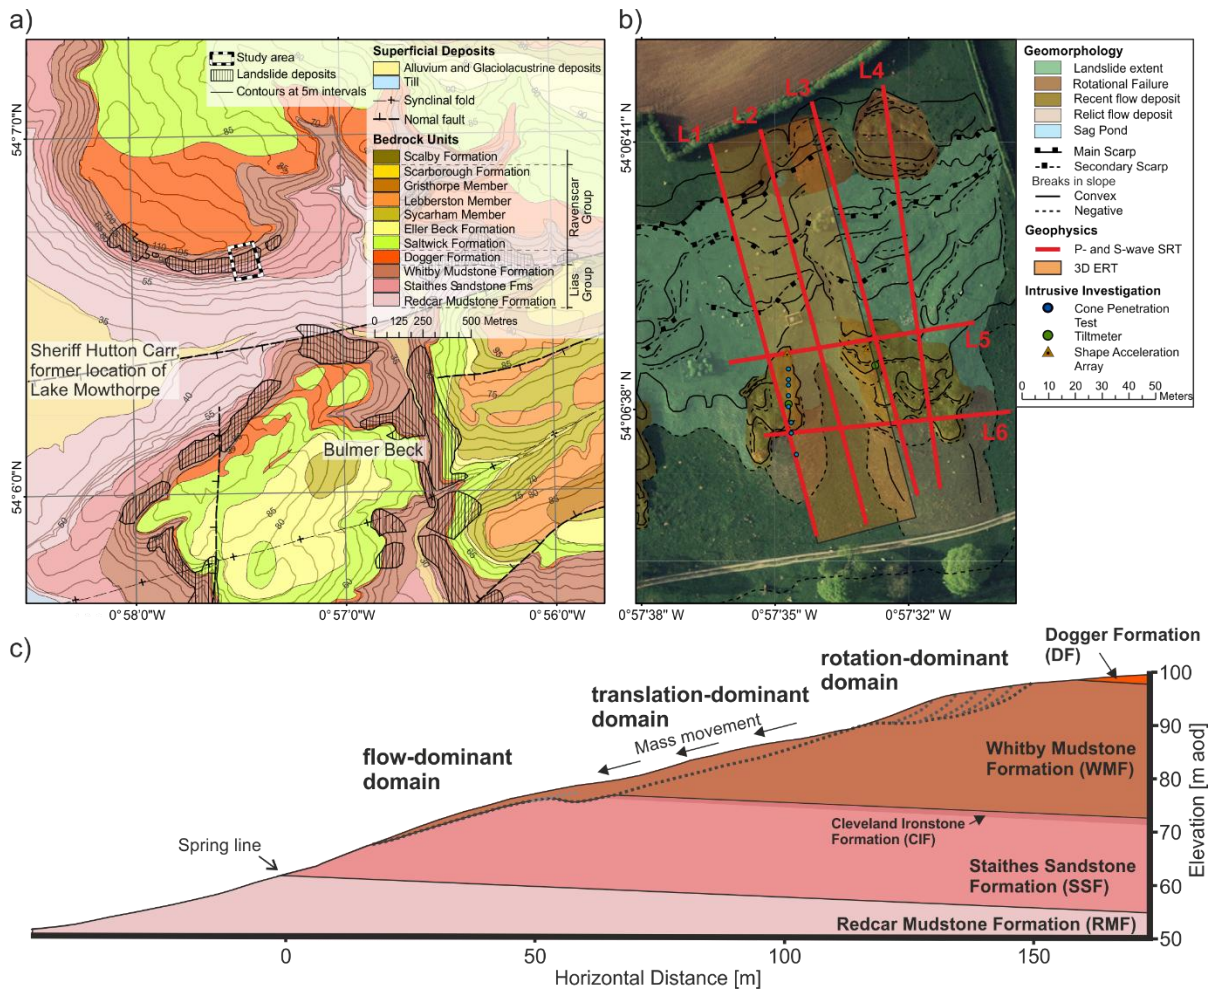 a)
Study area
Landslide deposits
Contours at 5m intervals
Superficial Deposits
Alluvium and Glaciolacustrine deposits
Till
Synclinal fold
Nomal fault
Bedrock Units
Scalby Formation
Scarborough Formation
Gristhorpe Member
Lebberston Member
Sycarham Member
Eller Beck Formation
Saltwick Formation
Dogger Formation
Whitby Mudstone Formation
Staithes Sandstone Fms
Redcar Mudstone Formation
Ravenscar
Group
Lias
Group
0 125 250 500 Metres
54°7'0"N
54°6'0"N
Sheriff Hutton Carr,
former location of
Lake Mowthorpe
Bulmer Beck
0°58'0"W
0°57'0"W
0°56'0"W
b)
L1
L2
L3
L4
L5
L6
54°06'41" N
54°06'38" N
0°57'38" W
0°57'35" W
0°57'32" W
Geomorphology
Landslide extent
Rotational Failure
Recent flow deposit
Relict flow deposit
Sag Pond
Main Scarp
Secondary Scarp
Breaks in slope
Convex
Negative
Geophysics
P- and S-wave SRT
3D ERT
Intrusive Investigation
Cone Penetration
Test
Tiltmeter
Shape Acceleration
Array
0 10 20 30 40 50
Meters
c)
Dogger Formation
(DF)
rotation-dominant
domain
translation-dominant
domain
Mass movement
flow-dominant
domain
Spring line
Whitby Mudstone
Formation (WMF)
Cleveland Ironstone
Formation (CIF)
Staithes Sandstone
Formation (SSF)
Redcar Mudstone Formation (RMF)
100
90
80
70
60
50
Elevation [m aod]
0 50 100 150
Horizontal Distance [m]